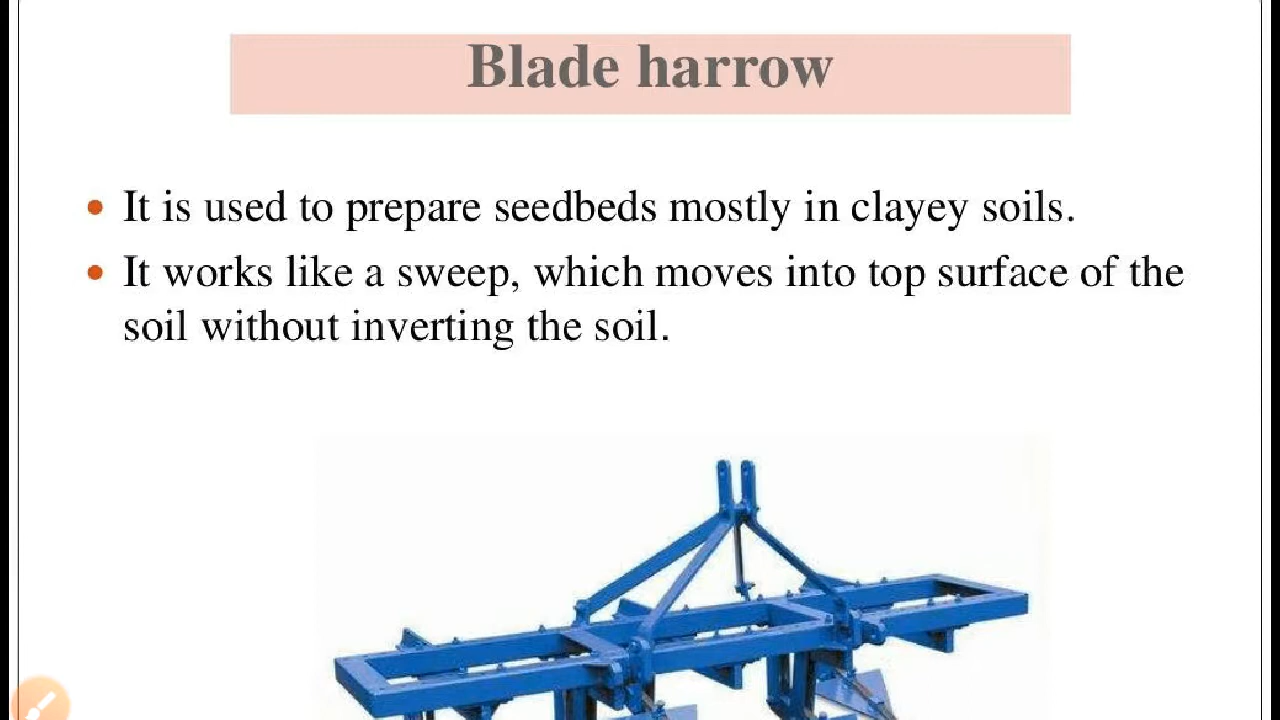 Blade harrow
• It is used to prepare seedbeds mostly in clayey soils.
• It works like a sweep, which moves into top surface of the
soil without inverting the soil.